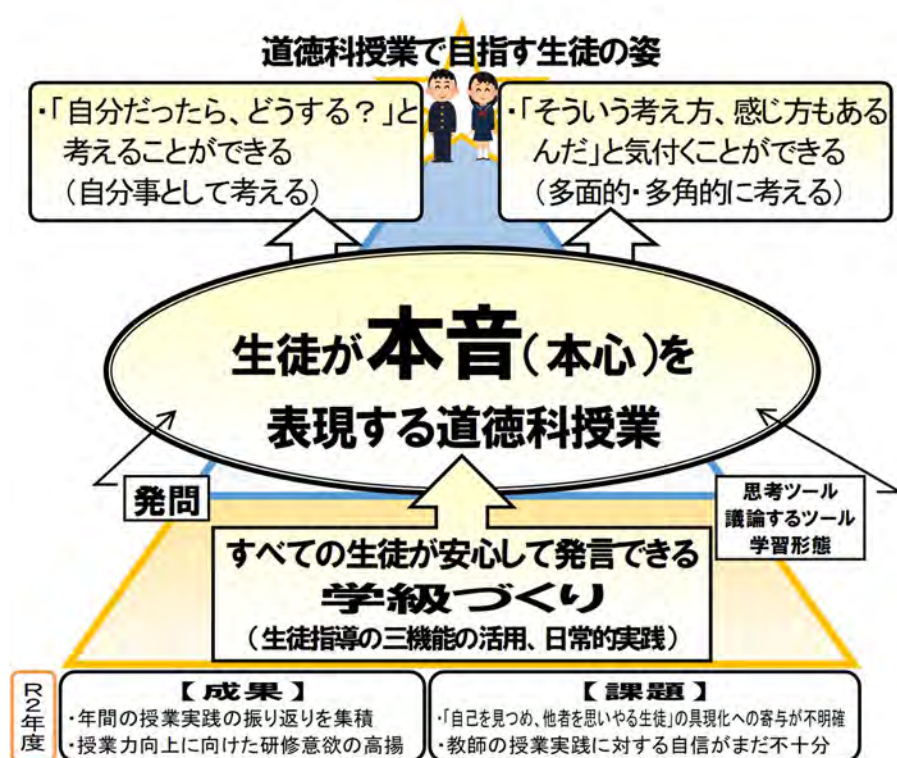 道徳科授業で目指す生徒の姿
・「自分だったら、どうする？」と
考えることができる
（自分事として考える）
・「そういう考え方、感じ方もある
んだ」と気付くことができる
（多面的・多角的に考える）
生徒が本音（本心）を
表現する道徳科授業
発問
思考ツール
議論するツール
学習形態
すべての生徒が安心して発言できる
学級づくり
（生徒指導の三機能の活用、日常的実践）
R2年度
【成果】
・年間の授業実践の振り返りを集積
・授業力向上に向けた研修意欲の高揚
【課題】
・「自己を見つめ、他者を思いやる生徒」の具現化への寄与が不明確
・教師の授業実践に対する自信がまだ不十分